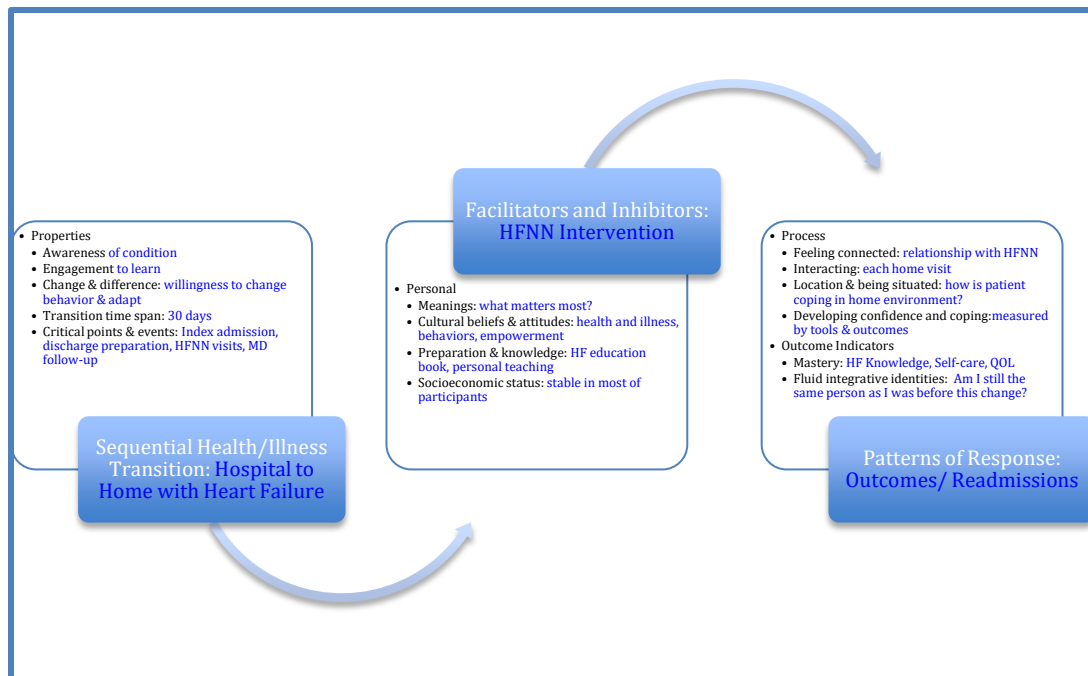 • Properties
• Awareness of condition
• Engagement to learn
• Change & difference: willingness to change
behavior & adapt
• Transition time span: 30 days
• Critical points & events: Index admission,
discharge preparation, HFNN visits, MD
follow-up
Sequential Health/Illness
Transition: Hospital to
Home with Heart Failure
Facilitators and Inhibitors:
HFNN Intervention
• Personal
• Meanings: what matters most?
• Cultural beliefs & attitudes: health and illness,
behaviors, empowerment
• Preparation & knowledge: HF education
book, personal teaching
• Socioeconomic status: stable in most of
participants
• Process
• Feeling connected: relationship with HFNN
• Interacting: each home visit
• Location & being situated: how is patient
coping in home environment?
• Developing confidence and coping:measured
by tools & outcomes
• Outcome Indicators
• Mastery: HF Knowledge, Self-care, QOL
• Fluid integrative identities: Am I still the
same person as I was before this change?
Patterns of Response:
Outcomes/ Readmissions